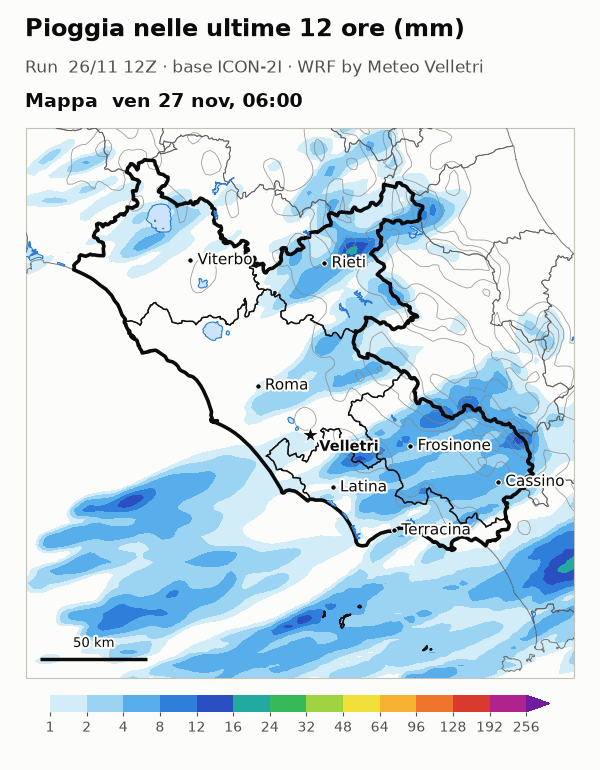 Pioggia nelle ultime 12 ore (mm)
Run 26/11 12Z · base ICON-2I · WRF by Meteo Velletri
Mappa ven 27 nov, 06:00
Viterbo
Rieti
Roma
Velletri
Frosinone
Latina
Cassino
Terracina
50 km
1 2 4 8 12 16 24 32 48 64 96 128 192 256